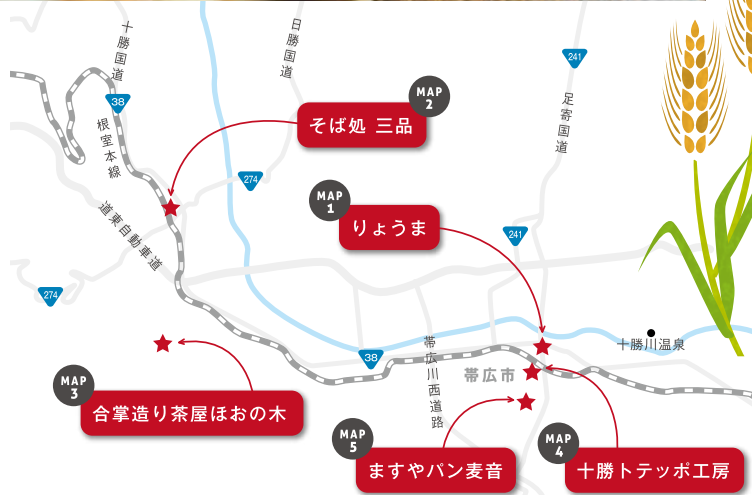 十勝国道
日勝国道
241
38
MAP
2
そば処 三品
足寄国道
根室本線
274
MAP
1
りょうま
道東自動車道
241
274
十勝川温泉
38
帯広川西道路
帯広市
MAP
3
合掌造り茶屋ほおの木
MAP
5
ますやパン麦音
MAP
4
十勝トテッポ工房